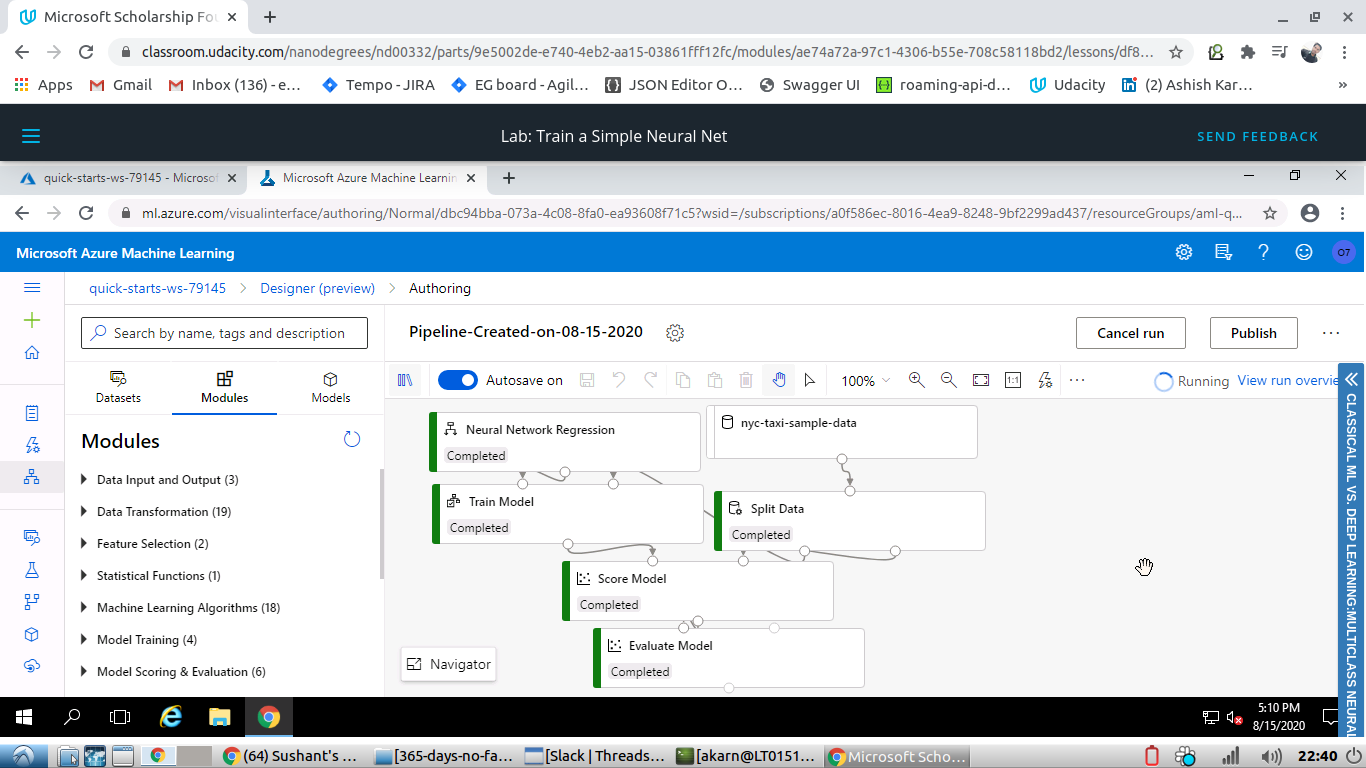 Microsoft Scholarship Fou
classroom.udacity.com/nanodegrees/nd00332/parts/9e5002de-e740-4eb2-aa15-03861fff12fc/modules/ae74a72a-97c1-4306-b55e-708c58118bd2/lessons/df8...
Apps Gmail Inbox (136) - e... Tempo - JIRA EG board - Agil... JSON Editor O... Swagger UI roaming-api-d... Udacity (2) Ashish Kar... »
Lab: Train a Simple Neural Net SEND FEEDBACK
quick-starts-ws-79145 - Microsof Microsoft Azure Machine Learnin
ml.azure.com/visualinterface/authoring/Normal/dbc94bba-073a-4c08-8fa0-ea93608f71c5?wsid=/subscriptions/a0f586ec-8016-4ea9-8248-9bf2299ad437/resourceGroups/aml-q...
Microsoft Azure Machine Learning O7
quick-starts-ws-79145 > Designer (preview) > Authoring
Search by name, tags and description
Pipeline-Created-on-08-15-2020 Cancel run Publish ...
Datasets Modules Models
Autosave on 100% 1:1 ... Running View run overvie
Modules
Data Input and Output (3)
Data Transformation (19)
Feature Selection (2)
Statistical Functions (1)
Machine Learning Algorithms (18)
Model Training (4)
Model Scoring & Evaluation (6)
Neural Network Regression
Completed
nyc-taxi-sample-data
Train Model
Completed
Split Data
Completed
Score Model
Completed
Evaluate Model
Completed
Navigator
CLASSICAL ML VS. DEEP LEARNING:MULTICLASS NEURAL
5:10 PM
8/15/2020
(64) Sushant's ... [365-days-no-fa... [Slack | Threads... [akarn@LT0151... Microsoft Scho... 22:40